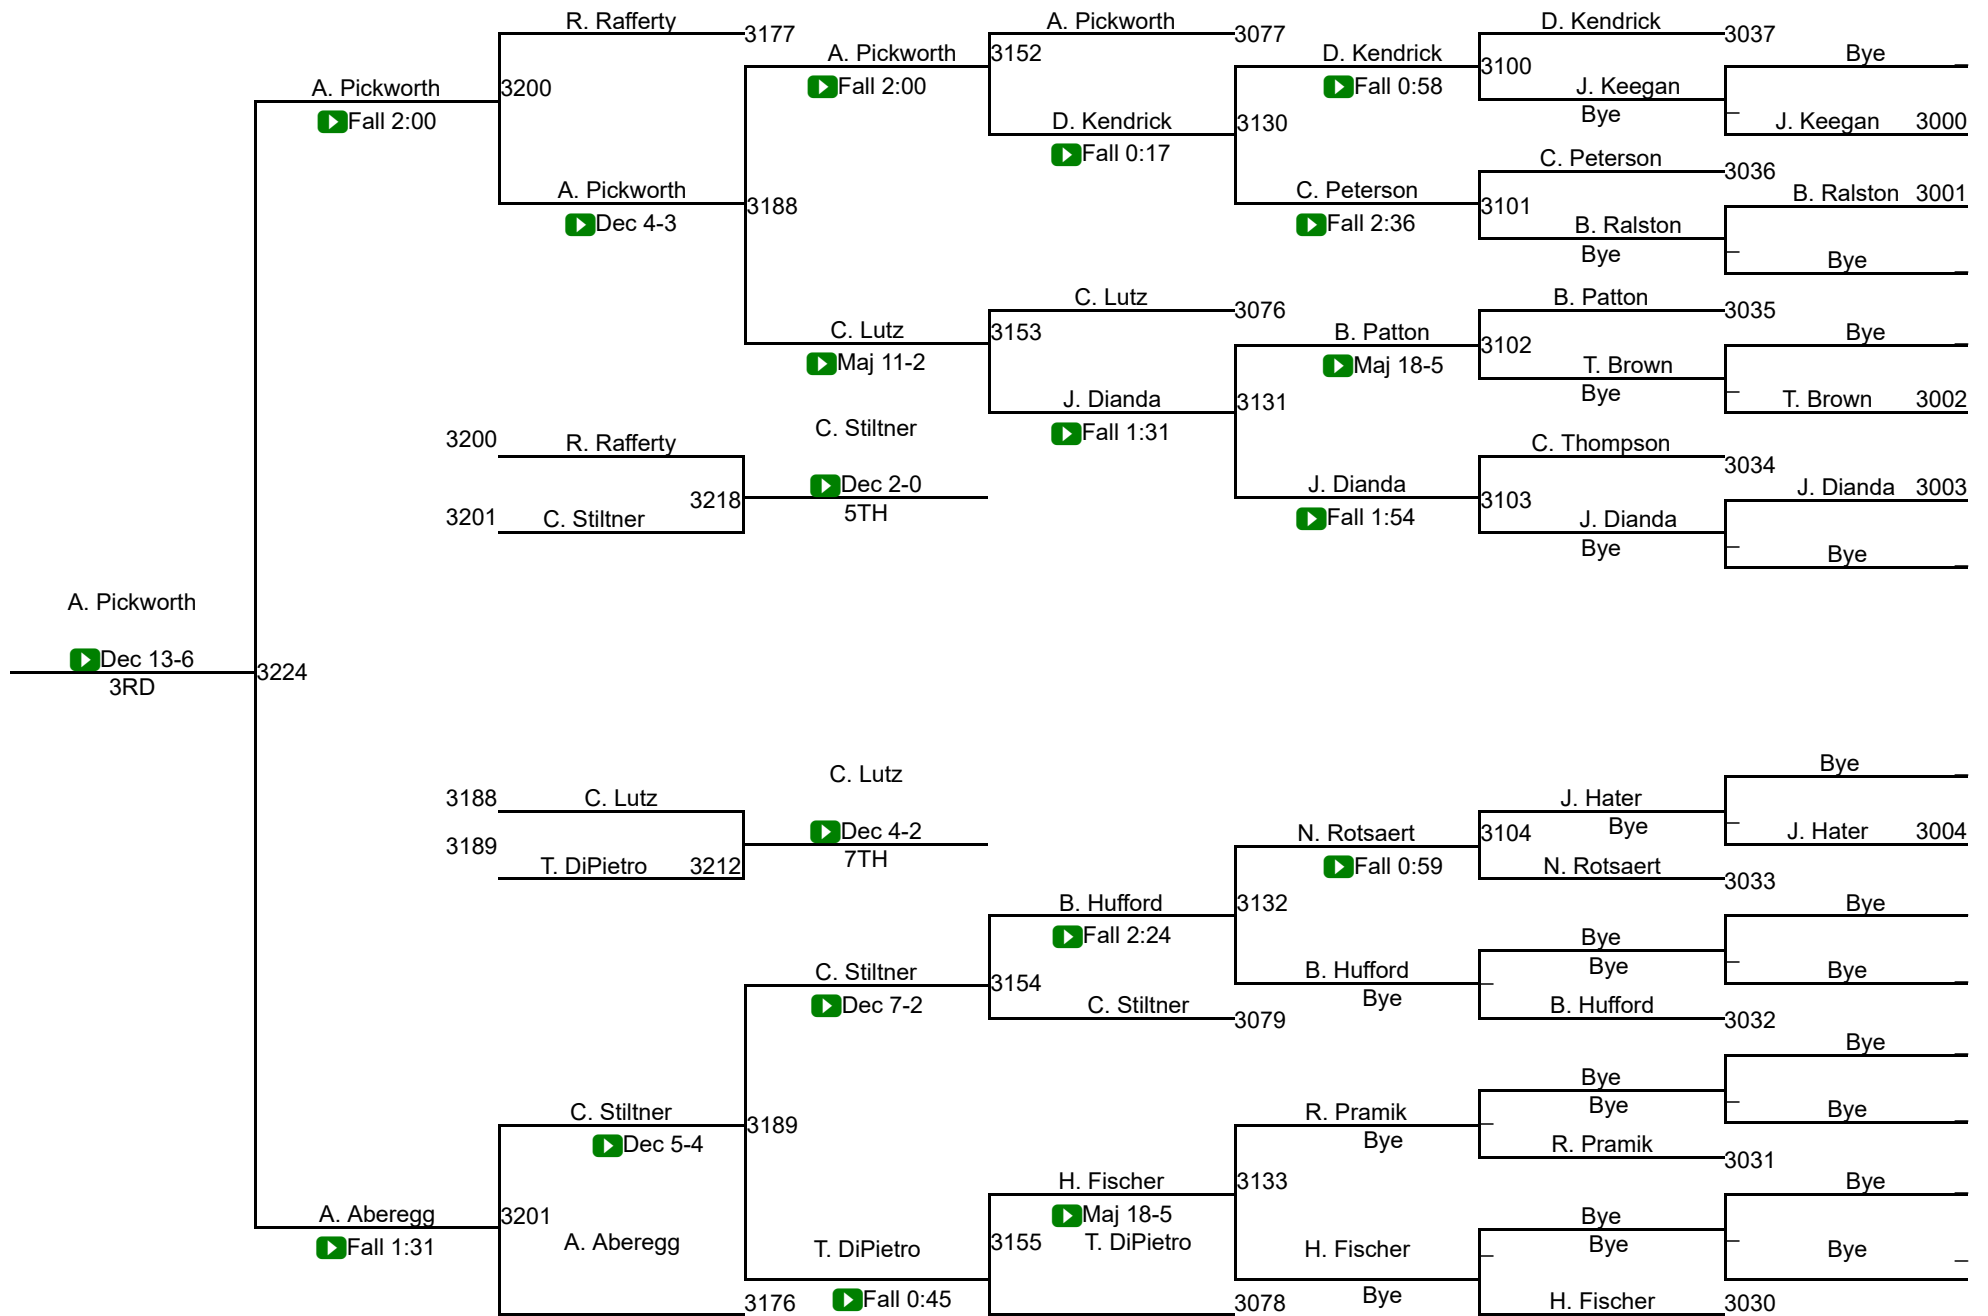 R. Rafferty
3177
A. Pickworth
3077
D. Kendrick
3037
A. Pickworth
Fall 2:00
3152
D. Kendrick
Fall 0:58
3100
Bye
A. Pickworth
Fall 2:00
3200
J. Keegan
Bye
J. Keegan 3000
D. Kendrick
Fall 0:17
3130
C. Peterson
3036
A. Pickworth
Dec 4-3
3188
C. Peterson
Fall 2:36
3101
B. Ralston 3001
B. Ralston
Bye
Bye
C. Lutz
3076
B. Patton
3035
C. Lutz
Maj 11-2
3153
B. Patton
Maj 18-5
3102
Bye
T. Brown
Bye
T. Brown 3002
J. Dianda
Fall 1:31
3131
3200
R. Rafferty
C. Stiltner
C. Thompson
3034
3201
C. Stiltner
3218
Dec 2-0
5TH
J. Dianda
Fall 1:54
3103
J. Dianda 3003
J. Dianda
Bye
Bye
A. Pickworth
Dec 13-6
3RD
3224
3188
C. Lutz
C. Lutz
J. Hater
Bye
Bye
3189
T. DiPietro 3212
Dec 4-2
7TH
N. Rotsaert
Fall 0:59
3104
J. Hater 3004
N. Rotsaert
3033
B. Hufford
Fall 2:24
3132
Bye
C. Stiltner
Dec 7-2
3154
B. Hufford
Bye
Bye
Bye
Bye
C. Stiltner
3079
B. Hufford
3032
Bye
C. Stiltner
Dec 5-4
3189
R. Pramik
Bye
Bye
Bye
Bye
R. Pramik
3031
H. Fischer
Maj 18-5
3133
Bye
A. Aberegg
Fall 1:31
3201
A. Aberegg
T. DiPietro
Fall 0:45
3155
T. DiPietro
H. Fischer
Bye
Bye
Bye
Bye
3176
3078
H. Fischer
3030